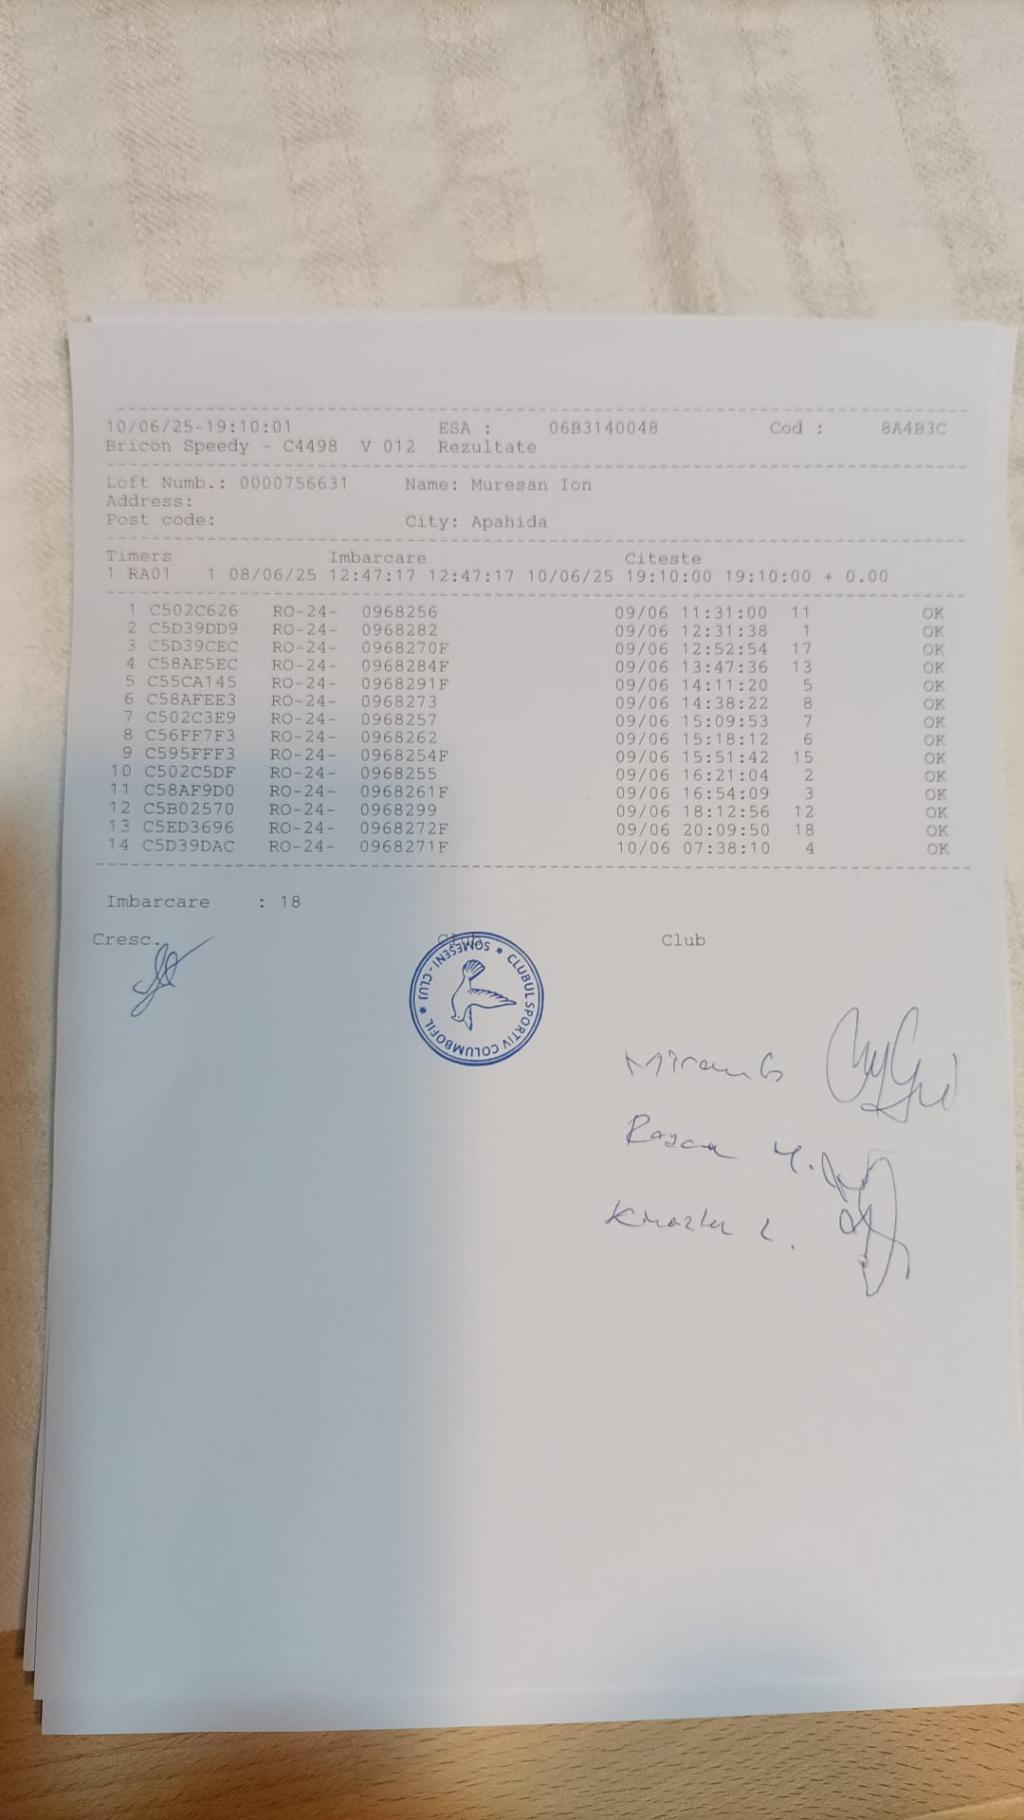 10/06/25-19:10:01 ESA : 06B3140048 Cod : 8A4B3C
Bricon Speedy - C4498 V 012 Rezultate
Loft Numb.: 0000756631 Name: Muresan Ion
Address:
Post code: City: Apahida
Timers Imbarcare Citeste
1 RA01 1 08/06/25 12:47:17 12:47:17 10/06/25 19:10:00 19:10:00 + 0.00
1 C502C626 RO-24- 0968256 09/06 11:31:00 11 OK
2 C5D39DD9 RO-24- 0968282 09/06 12:31:38 1 OK
3 C5D39CEC RO-24- 0968270F 09/06 12:52:54 17 OK
4 C58AE5EC RO-24- 0968284F 09/06 13:47:36 13 OK
5 C55CA145 RO-24- 0968291F 09/06 14:11:20 5 OK
6 C58AFEE3 RO-24- 0968273 09/06 14:38:22 8 OK
7 C502C3E9 RO-24- 0968257 09/06 15:09:53 7 OK
8 C56FF7F3 RO-24- 0968262 09/06 15:18:12 6 OK
9 C595FFF3 RO-24- 0968254F 09/06 15:51:42 15 OK
10 C502C5DF RO-24- 0968255 09/06 16:21:04 2 OK
11 C58AF9D0 RO-24- 0968261F 09/06 16:54:09 3 OK
12 C5B02570 RO-24- 0968299 09/06 18:12:56 12 OK
13 C5ED3696 RO-24- 0968272F 09/06 20:09:50 18 OK
14 C5D39DAC RO-24- 0968271F 10/06 07:38:10 4 OK
Imbarcare : 18
Cresc. Club Club
CLUBUL SPORTIV COLUMBOFIL * SOMESENI-CLUJ